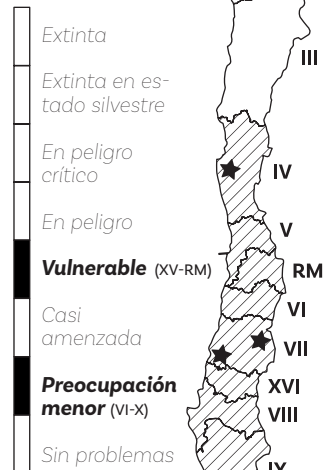 Extinta
Extinta en es-
tado silvestre
En peligro
crítico
En peligro
Vulnerable (XV-RM)
Casi
amenzada
Preocupación
menor (VI-X)
Sin problemas
III
IV
V
RM
VI
VII
XVI
VIII
IX